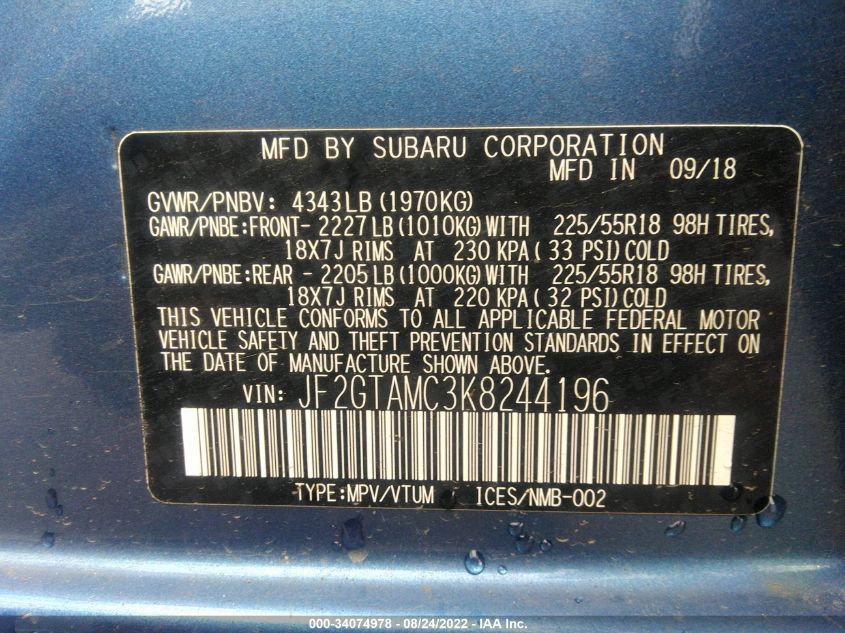 MFD BY SUBARU CORPORATION
MFD IN 09/18
GVWR/PNBV: 4343LB (1970KG)
GAWR/PNBE:FRONT- 2227LB (1010KG) WITH 225/55R18 98H TIRES,
18X7J RIMS AT 230 KPA ( 33 PSI) COLD
GAWR/PNBE:REAR - 2205LB (1000KG) WITH 225/55R18 98H TIRES,
18X7J RIMS AT 220 KPA ( 32 PSI) COLD
THIS VEHICLE CONFORMS TO ALL APPLICABLE FEDERAL MOTOR
VEHICLE SAFETY AND THEFT PREVENTION STANDARDS IN EFFECT ON
THE DATE OF MANUFACTURE SHOWN ABOVE.
VIN: JF2GTAMC3K8244196
TYPE:MPV/VTUM ICES/NMB-002
000-34074978 - 08/24/2022 - IAA Inc.